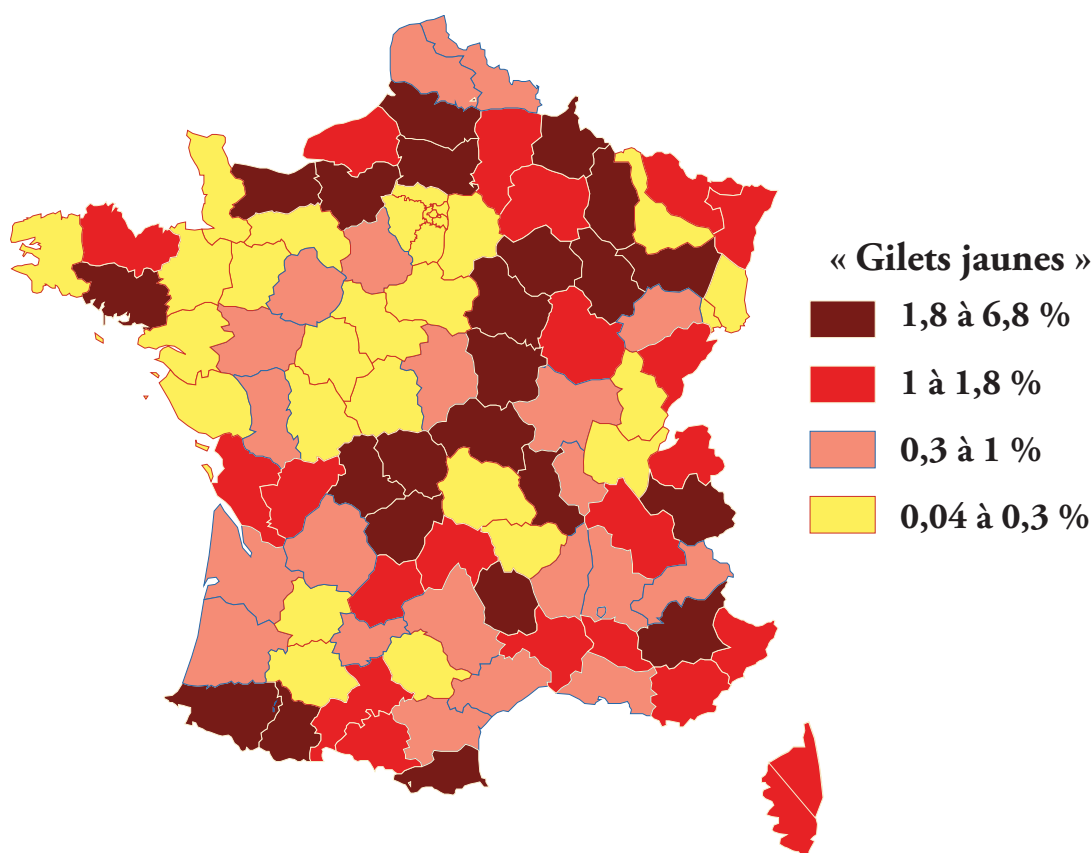 « Gilets jaunes »
1,8 à 6,8 %
1 à 1,8 %
0,3 à 1 %
0,04 à 0,3 %